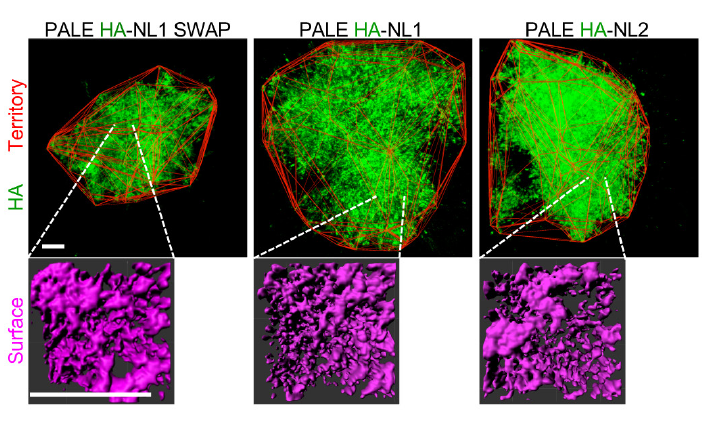 PALE HA-NL1 SWAP
PALE HA-NL1
PALE HA-NL2
Territory
HA
Surface